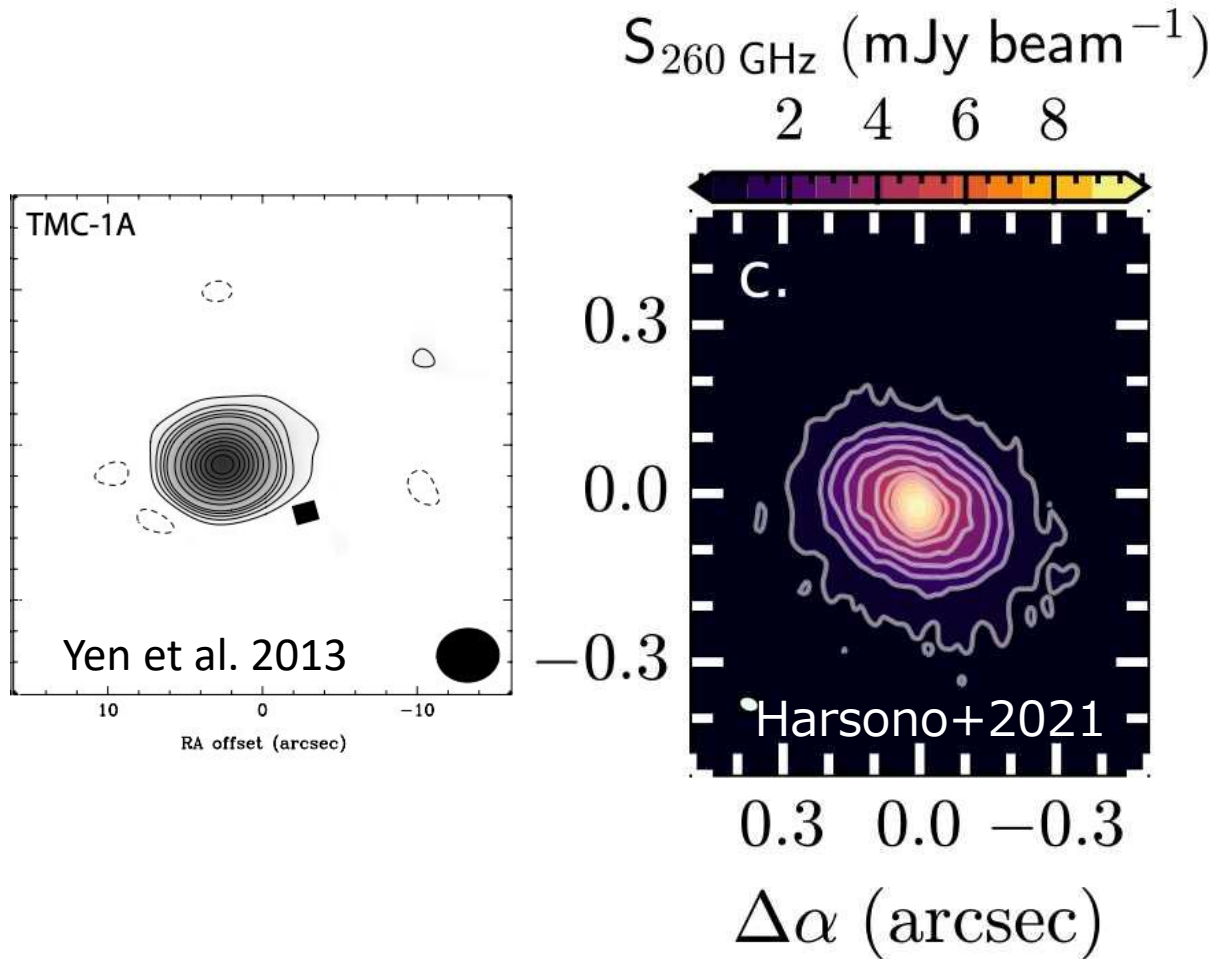 S260 GHz (mJy beam−1)
2 4 6 8
TMC-1A
c.
0.3
0.0
−0.3
Yen et al. 2013
Harsono+2021
10 0 -10
RA offset (arcsec)
0.3 0.0 −0.3
Δα (arcsec)